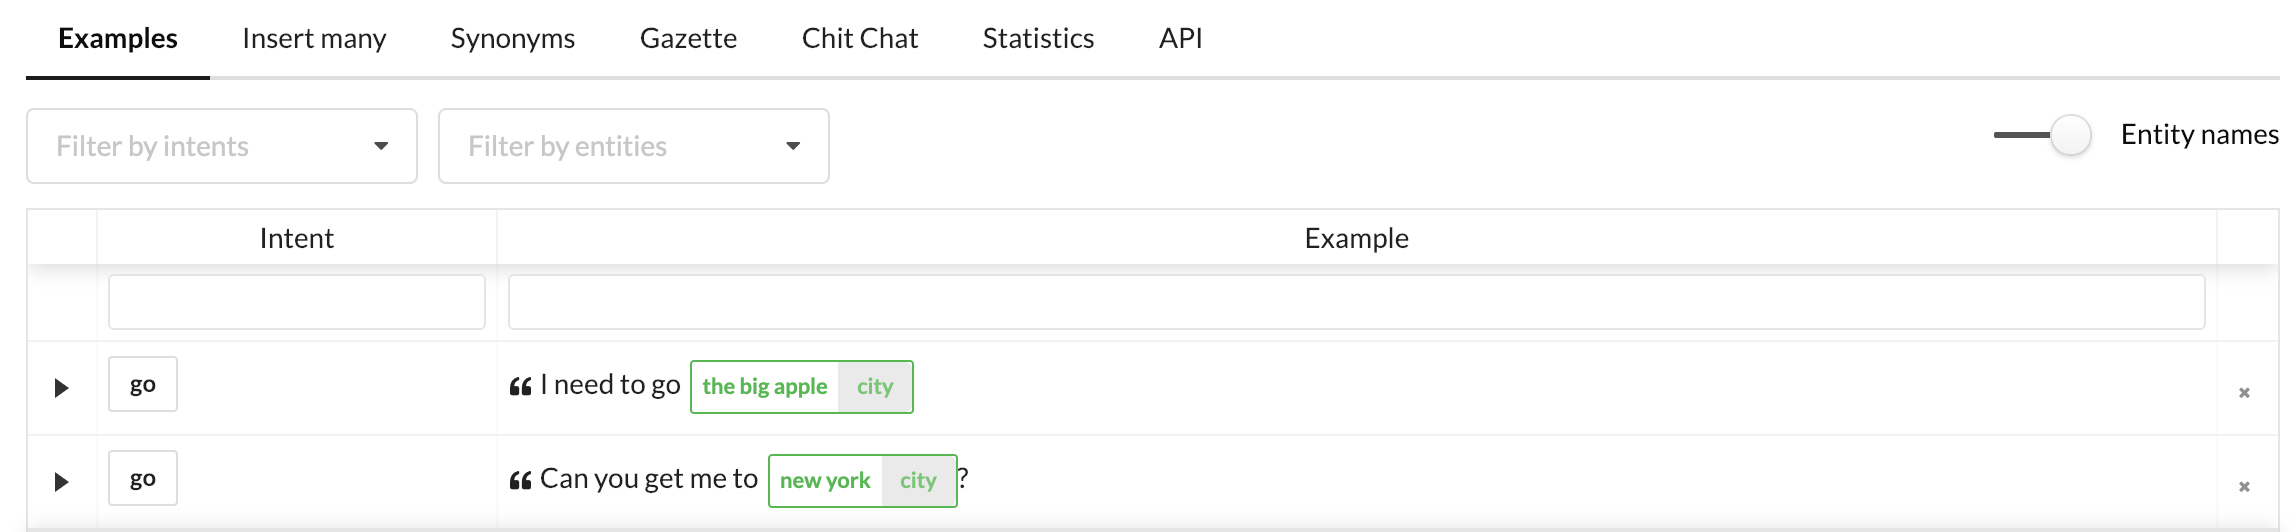 Examples Insert many Synonyms Gazette Chit Chat Statistics API
Filter by intents Filter by entities Entity names
Intent Example
go “ I need to go the big apple city
go “ Can you get me to new york city ?